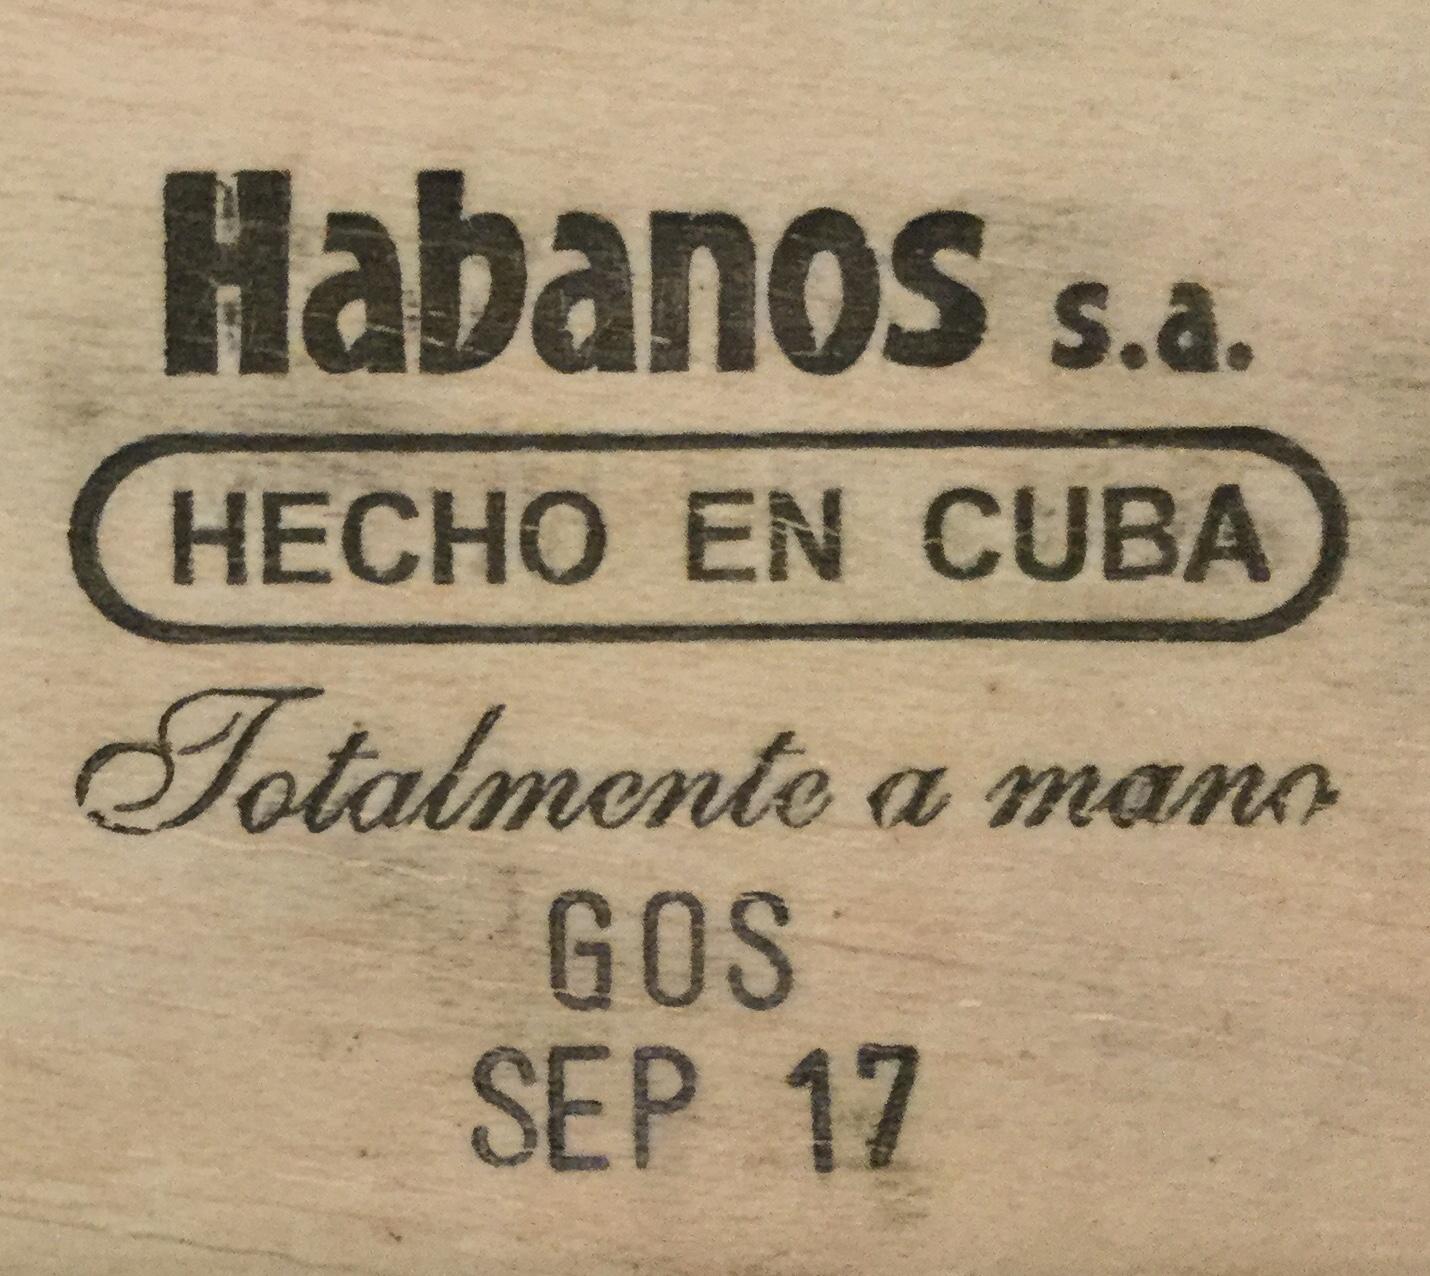 Habanos s.a.
HECHO EN CUBA
Totalmente a mano
GOS
SEP 17